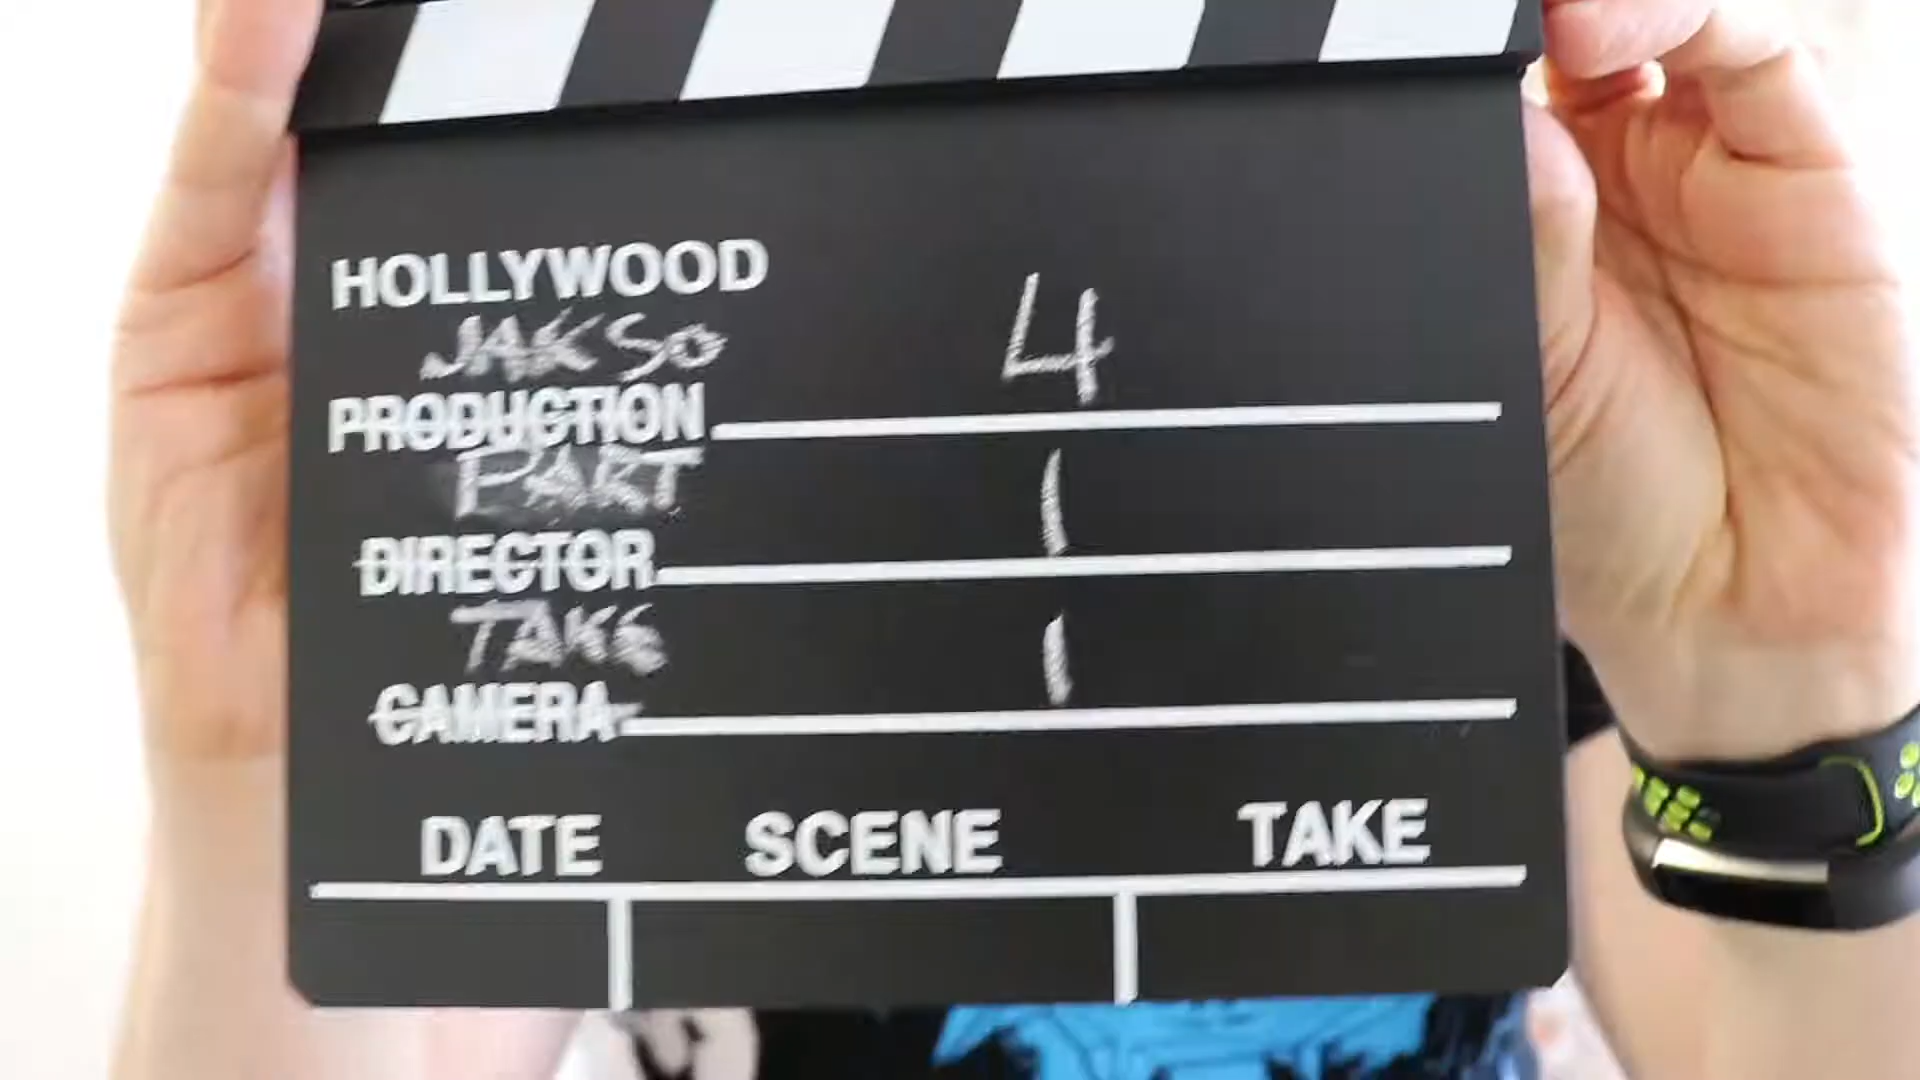 HOLLYWOOD
JAKSO 4
PRODUCTION
PART 1
DIRECTOR
TAKE 1
CAMERA
DATE SCENE TAKE